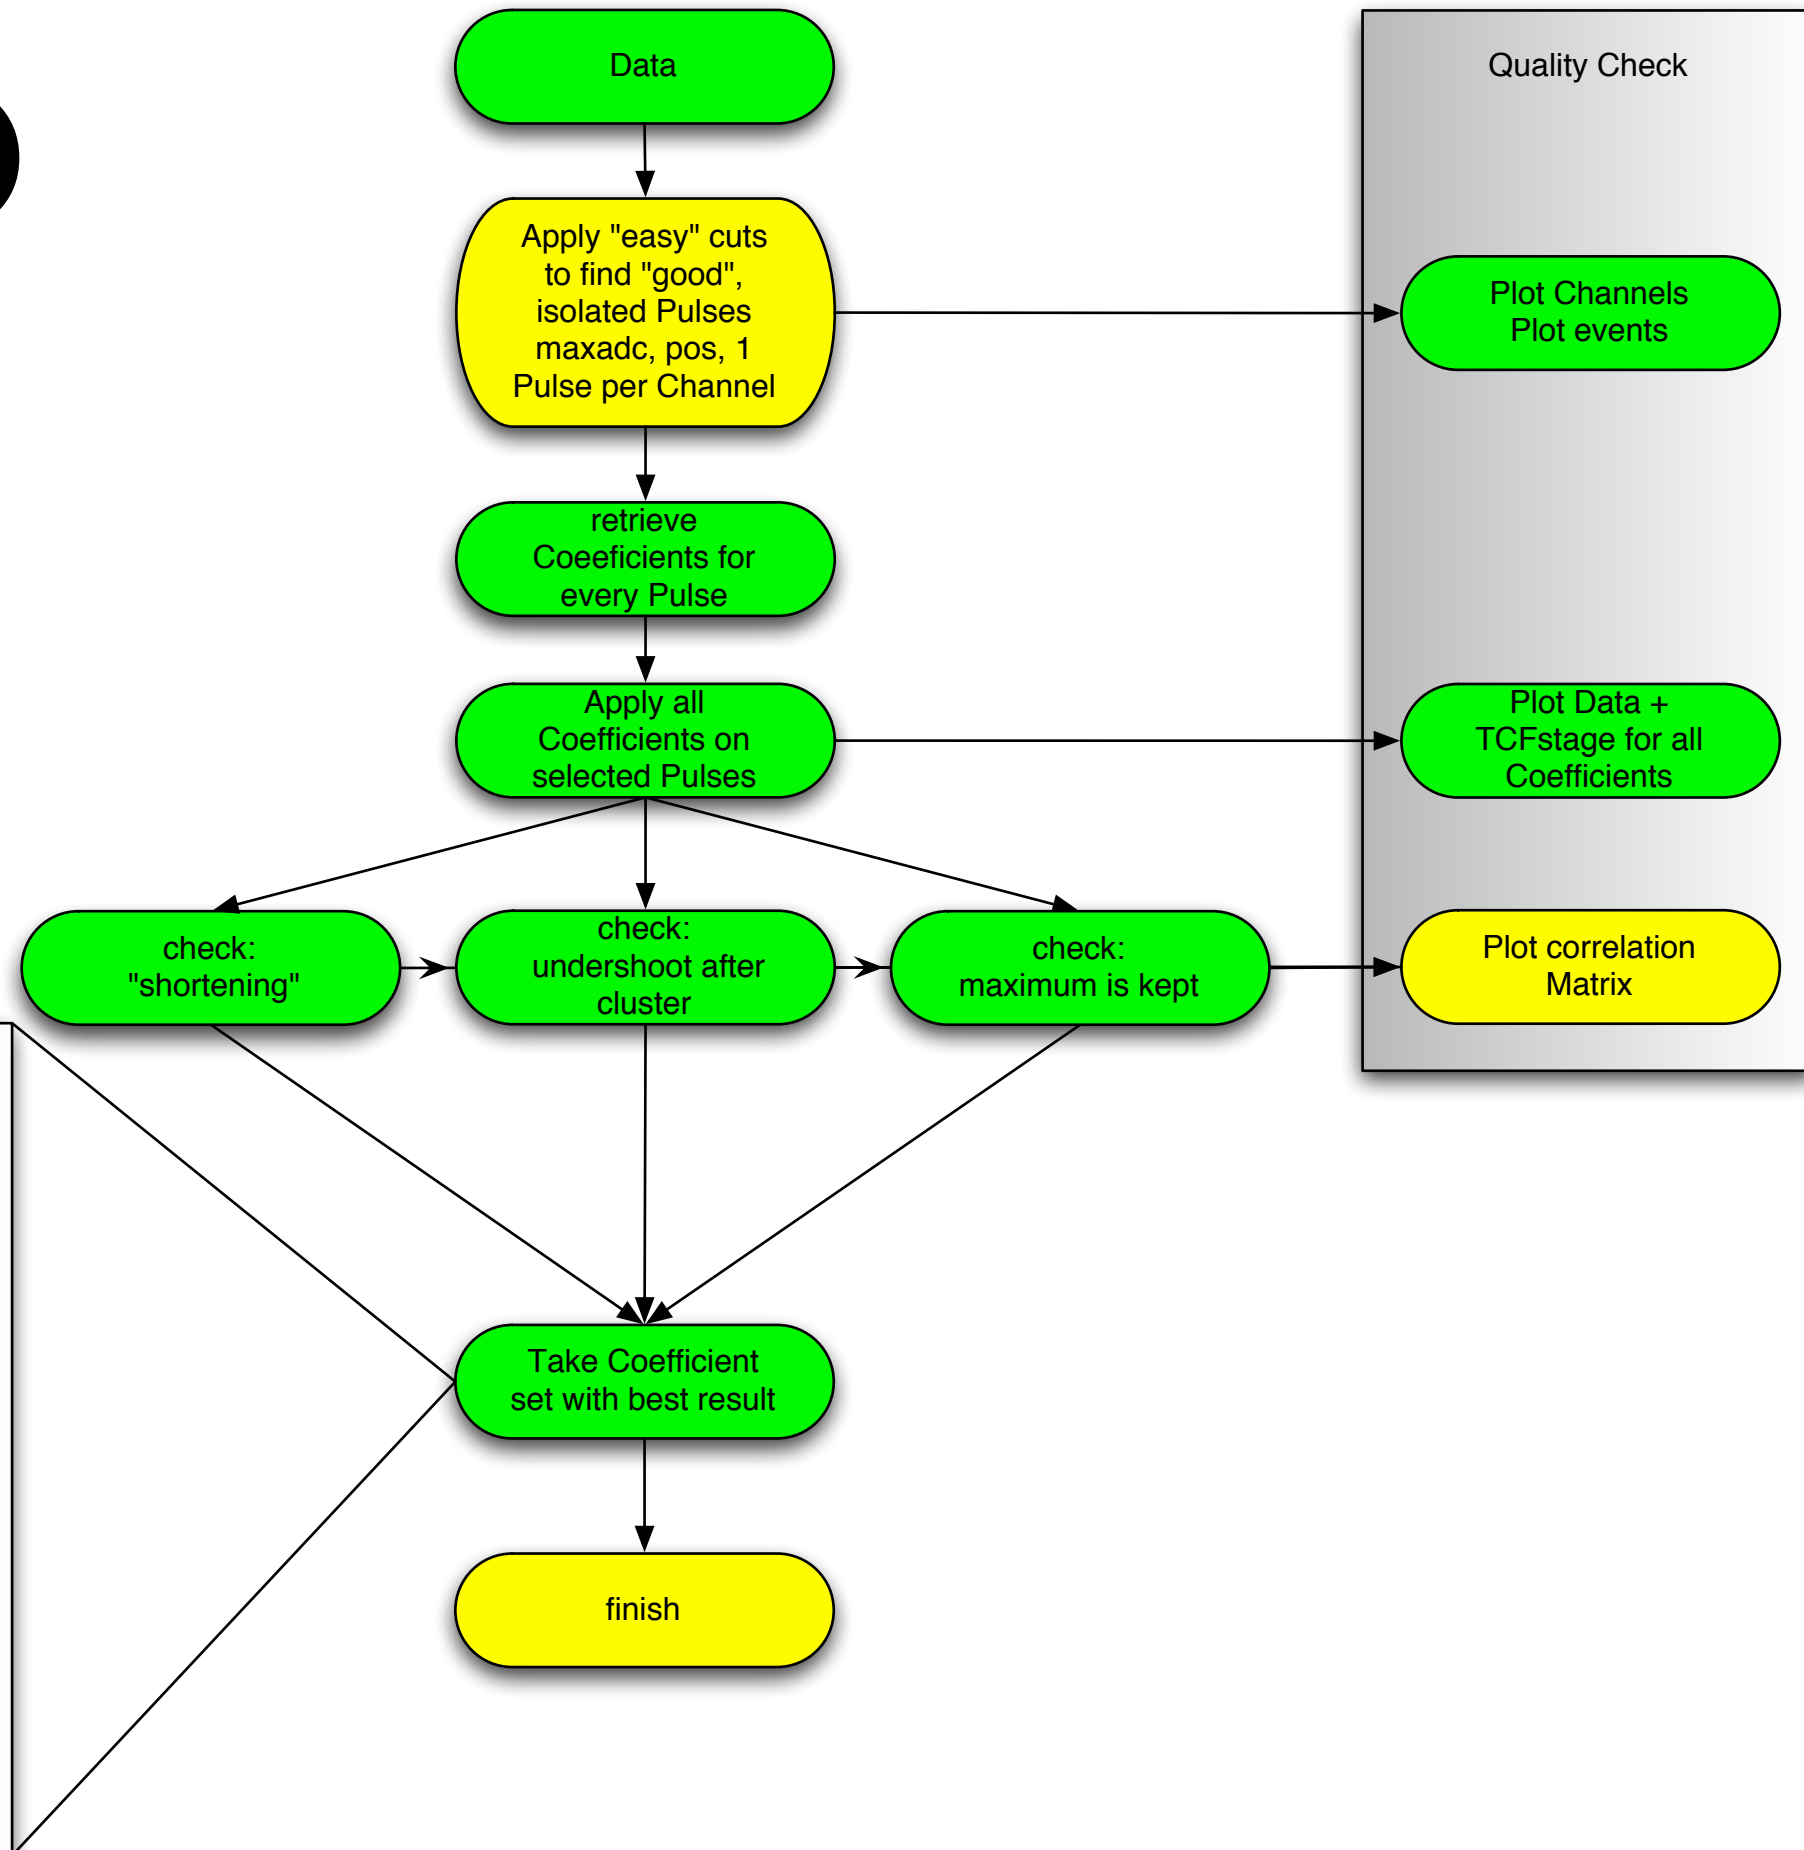 Data
Quality Check
Apply "easy" cuts
to find "good",
isolated Pulses
maxadc, pos, 1
Pulse per Channel
Plot Channels
Plot events
retrieve
Coeeficients for
every Pulse
Apply all
Coefficients on
selected Pulses
Plot Data +
TCFstage for all
Coefficients
check:
"shortening"
check:
undershoot after
cluster
check:
maximum is kept
Plot correlation
Matrix
Take Coefficient
set with best result
finish